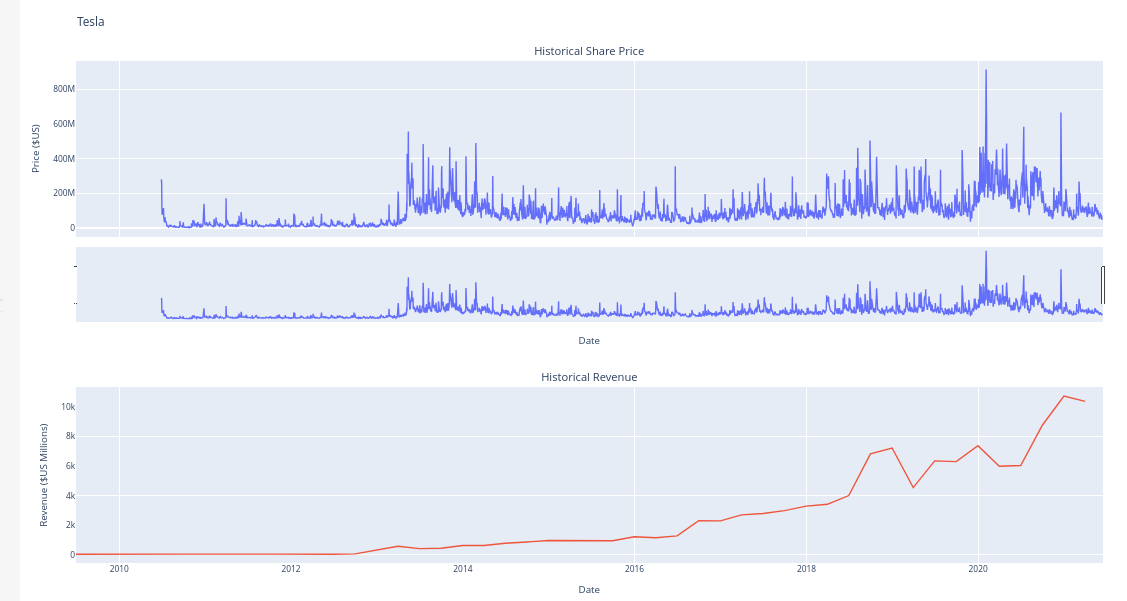 Tesla
Historical Share Price
Price ($US)
800M
600M
400M
200M
0
Date
Historical Revenue
Revenue ($US Millions)
10k
8k
6k
4k
2k
0
2010 2012 2014 2016 2018 2020
Date